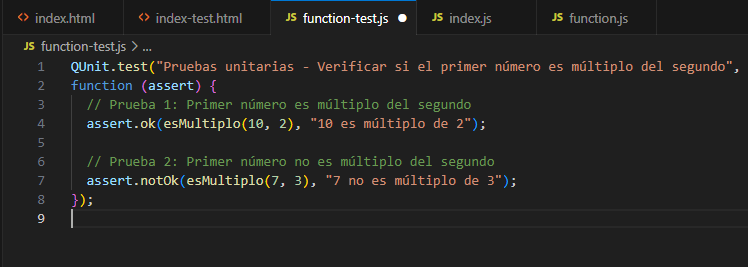 <> index.html
<> index-test.html
JS function-test.js ●
JS index.js
JS function.js
JS function-test.js > ...
1 QUnit.test("Pruebas unitarias - Verificar si el primer número es múltiplo del segundo",
2 function (assert) {
3 // Prueba 1: Primer número es múltiplo del segundo
4 assert.ok(esMultiplo(10, 2), "10 es múltiplo de 2");
5
6 // Prueba 2: Primer número no es múltiplo del segundo
7 assert.notOk(esMultiplo(7, 3), "7 no es múltiplo de 3");
8 });
9